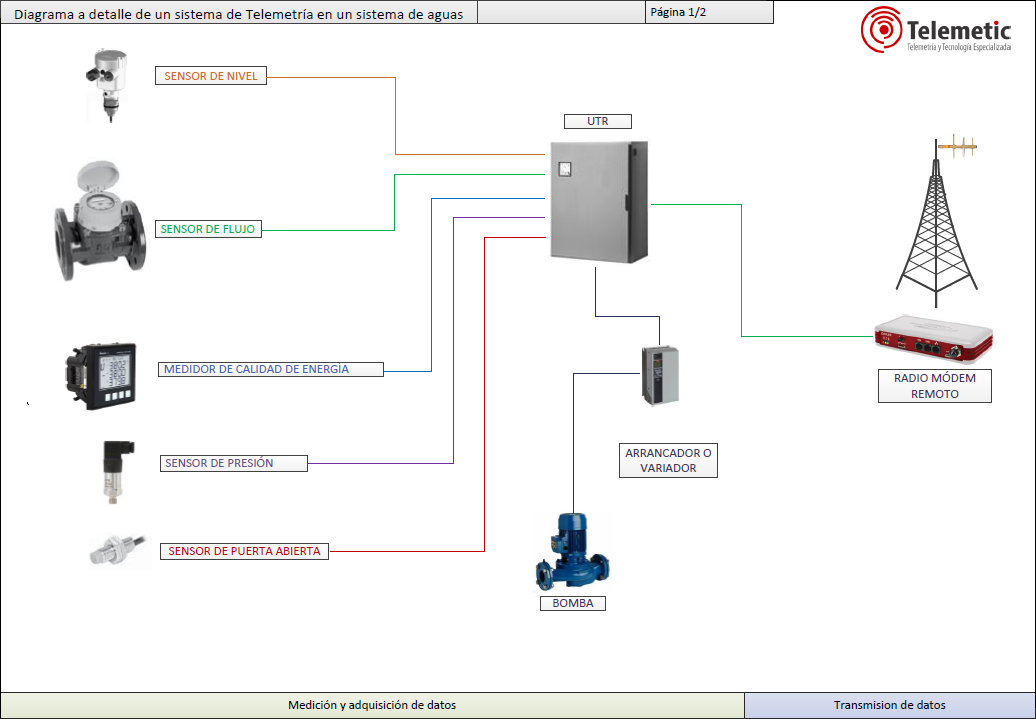 Diagrama a detalle de un sistema de Telemetría en un sistema de aguas
Página 1/2
Telemetic
Telemetría y Tecnología Especializada
SENSOR DE NIVEL
UTR
SENSOR DE FLUJO
MEDIDOR DE CALIDAD DE ENERGÍA
RADIO MÓDEM
REMOTO
ARRANCADOR O
VARIADOR
SENSOR DE PRESIÓN
SENSOR DE PUERTA ABIERTA
BOMBA
Medición y adquisición de datos
Transmision de datos